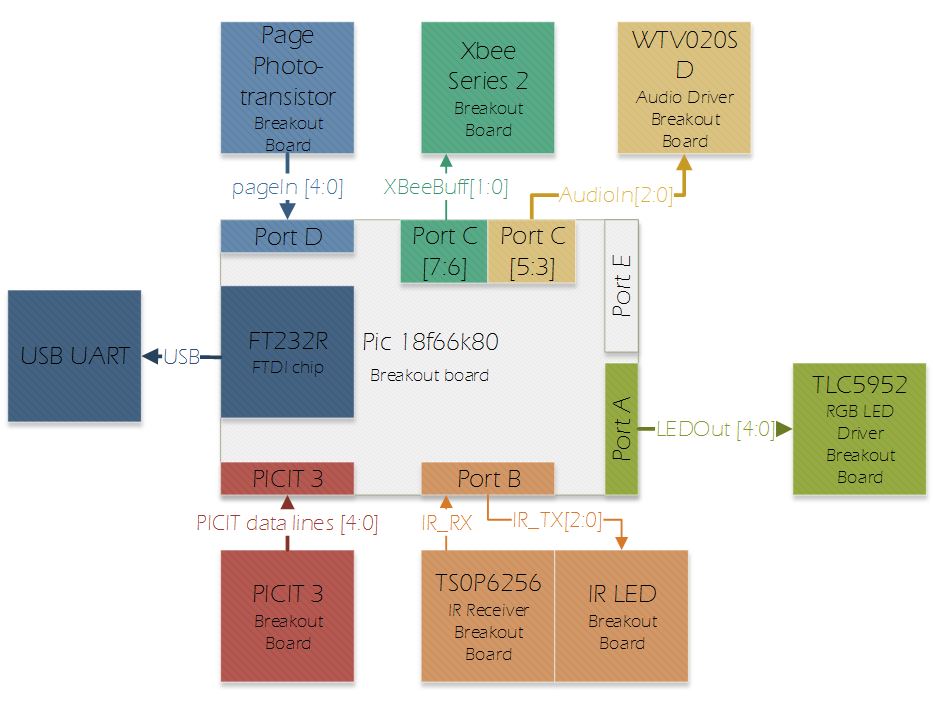 Page
Photo-
transistor
Breakout
Board
Xbee
Series 2
Breakout
Board
WTV020S
D
Audio Driver
Breakout
Board
pageIn [4:0]
XBeeBuff[1:0]
AudioIn[2:0]
Port D
Port C
[7:6]
Port C
[5:3]
Port E
USB UART
USB
FT232R
FTDI chip
Pic 18f66k80
Breakout board
Port A
LEDOut [4:0]
TLC5952
RGB LED
Driver
Breakout
Board
PICIT 3
Port B
PICIT data lines [4:0]
IR_RX
IR_TX[2:0]
PICIT 3
Breakout
Board
TS0P6256
IR Receiver
Breakout
Board
IR LED
Breakout
Board